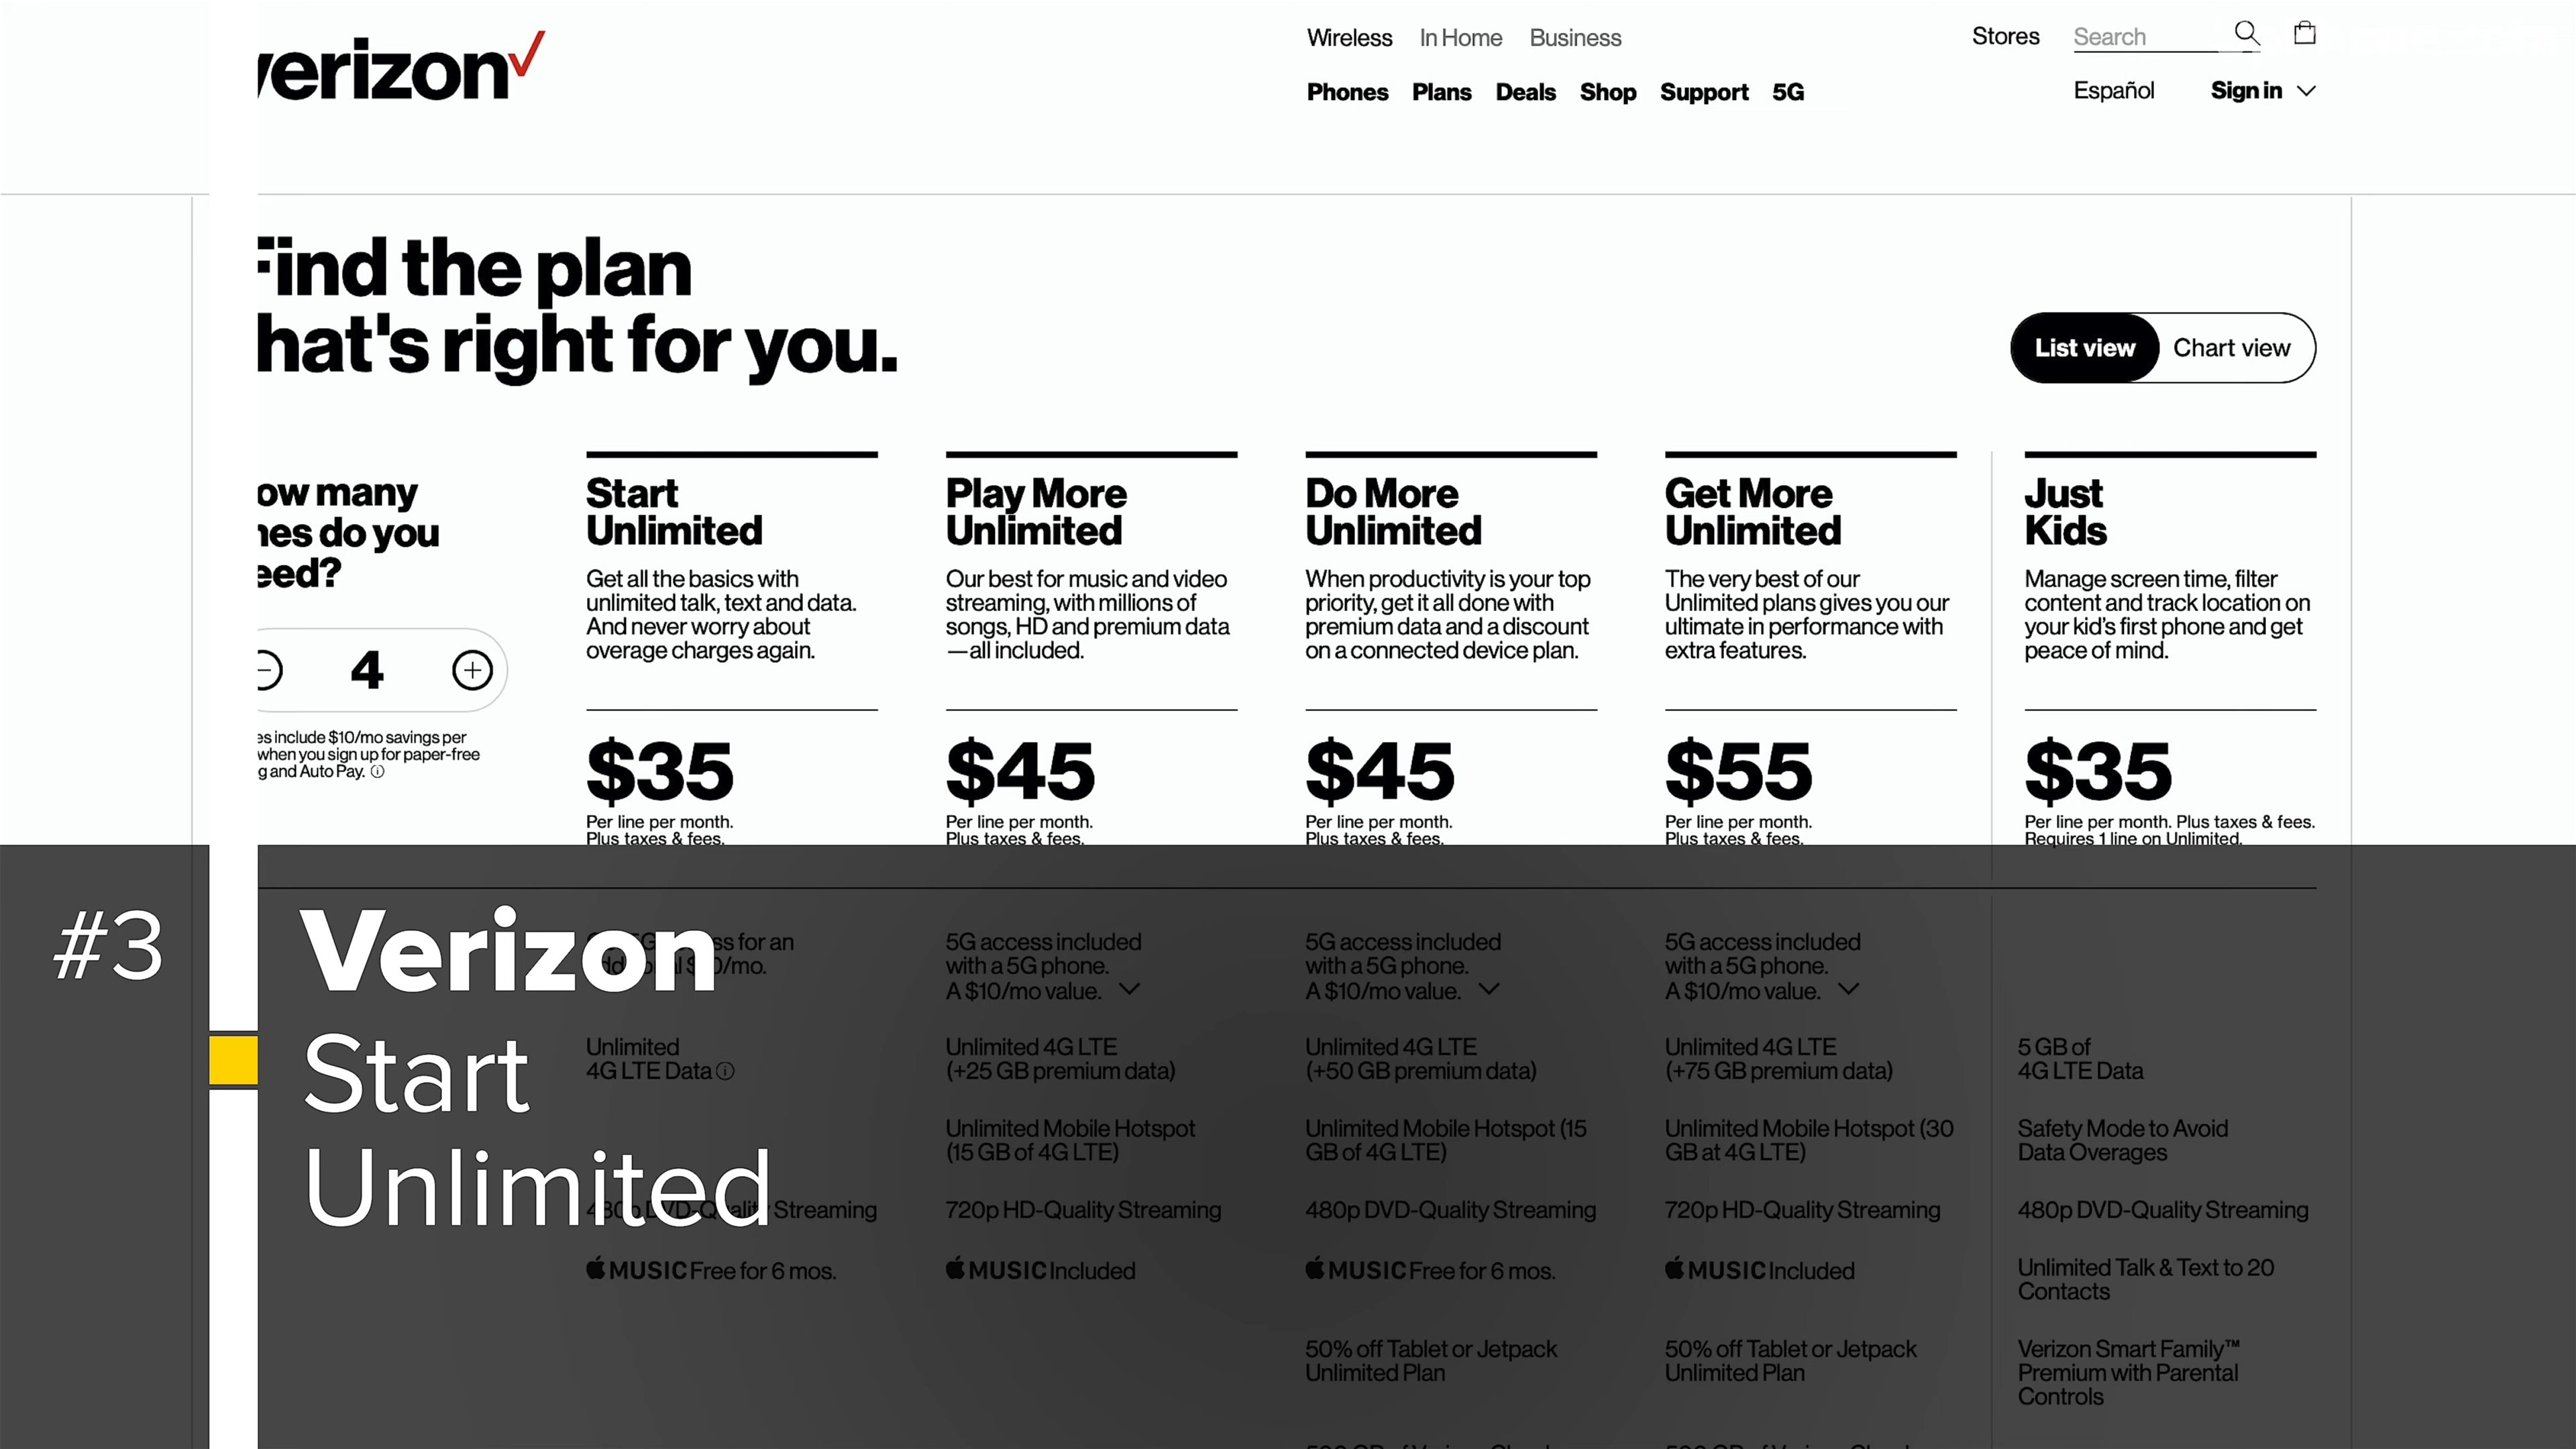 verizon
Wireless In Home Business
Stores Search
Phones Plans Deals Shop Support 5G
Español Sign in
Find the plan
hat's right for you.
List view Chart view
ow many
nes do you
eed?
4
es include $10/mo savings per
when you sign up for paper-free
g and Auto Pay.
Start
Unlimited
Get all the basics with
unlimited talk, text and data.
And never worry about
overage charges again.
$35
Per line per month.
Plus taxes & fees.
Play More
Unlimited
Our best for music and video
streaming, with millions of
songs, HD and premium data
—all included.
$45
Per line per month.
Plus taxes & fees.
Do More
Unlimited
When productivity is your top
priority, get it all done with
premium data and a discount
on a connected device plan.
$45
Per line per month.
Plus taxes & fees.
Get More
Unlimited
The very best of our
Unlimited plans gives you our
ultimate in performance with
extra features.
$55
Per line per month.
Plus taxes & fees.
Just
Kids
Manage screen time, filter
content and track location on
your kid's first phone and get
peace of mind.
$35
Per line per month. Plus taxes & fees.
Requires 1 line on Unlimited.
#3
Verizon
Start
Unlimited
for an
/mo.
Unlimited
4G LTE Data
480p DVD-Quality Streaming
MUSIC Free for 6 mos.
5G access included
with a 5G phone.
A $10/mo value.
Unlimited 4G LTE
(+25 GB premium data)
Unlimited Mobile Hotspot
(15 GB of 4G LTE)
720p HD-Quality Streaming
MUSIC Included
5G access included
with a 5G phone.
A $10/mo value.
Unlimited 4G LTE
(+50 GB premium data)
Unlimited Mobile Hotspot (15
GB of 4G LTE)
480p DVD-Quality Streaming
MUSIC Free for 6 mos.
50% off Tablet or Jetpack
Unlimited Plan
5G access included
with a 5G phone.
A $10/mo value.
Unlimited 4G LTE
(+75 GB premium data)
Unlimited Mobile Hotspot (30
GB at 4G LTE)
720p HD-Quality Streaming
MUSIC Included
50% off Tablet or Jetpack
Unlimited Plan
5 GB of
4G LTE Data
Safety Mode to Avoid
Data Overages
480p DVD-Quality Streaming
Unlimited Talk & Text to 20
Contacts
Verizon Smart Family™
Premium with Parental
Controls